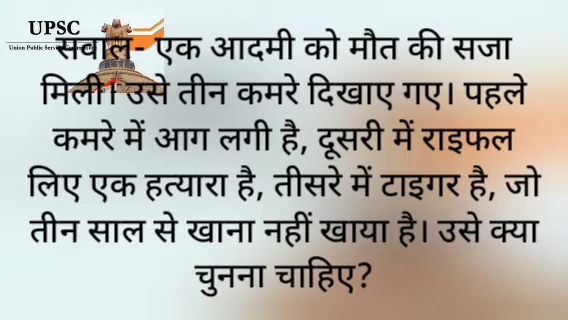 UPSC
Union Public Service Commission
सवाल- एक आदमी को मौत की सजा
मिली। उसे तीन कमरे दिखाए गए। पहले
कमरे में आग लगी है, दूसरी में राइफल
लिए एक हत्यारा है, तीसरे में टाइगर है, जो
तीन साल से खाना नहीं खाया है। उसे क्या
चुनना चाहिए?